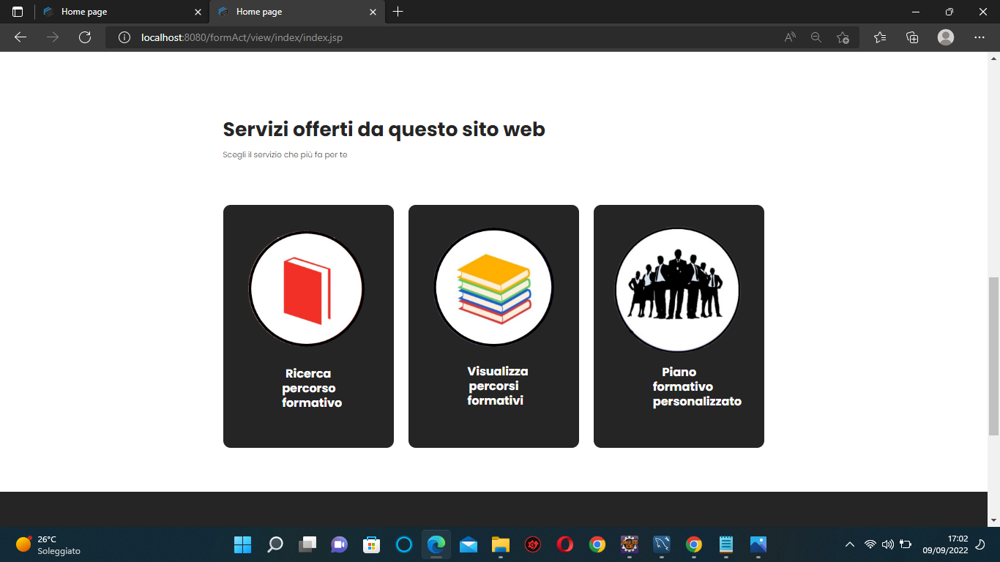 Home page
Home page
localhost:8080/formAct/view/index/index.jsp
Servizi offerti da questo sito web
Scegli il servizio che più fa per te
Ricerca
percorso
formativo
Visualizza
percorsi
formativi
Piano
formativo
personalizzato
26°C
Soleggiato
17:02
09/09/2022